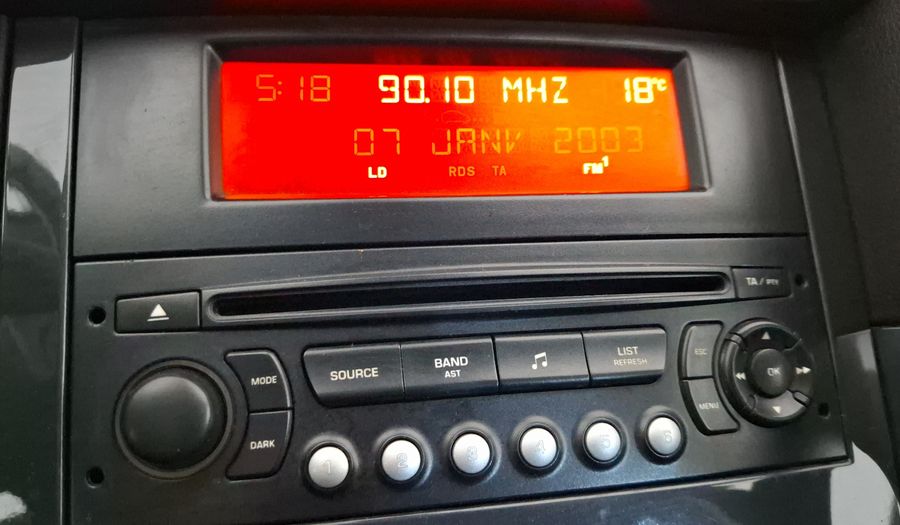 5:18 90.10 MHZ 18°C
07 JANV 2003
LO RDS TA FM1
TA / PTY
SOURCE BAND LIST
AST REFRESH
MODE
ESC
OK
DARK
MENU
1 2 3 4 5 6